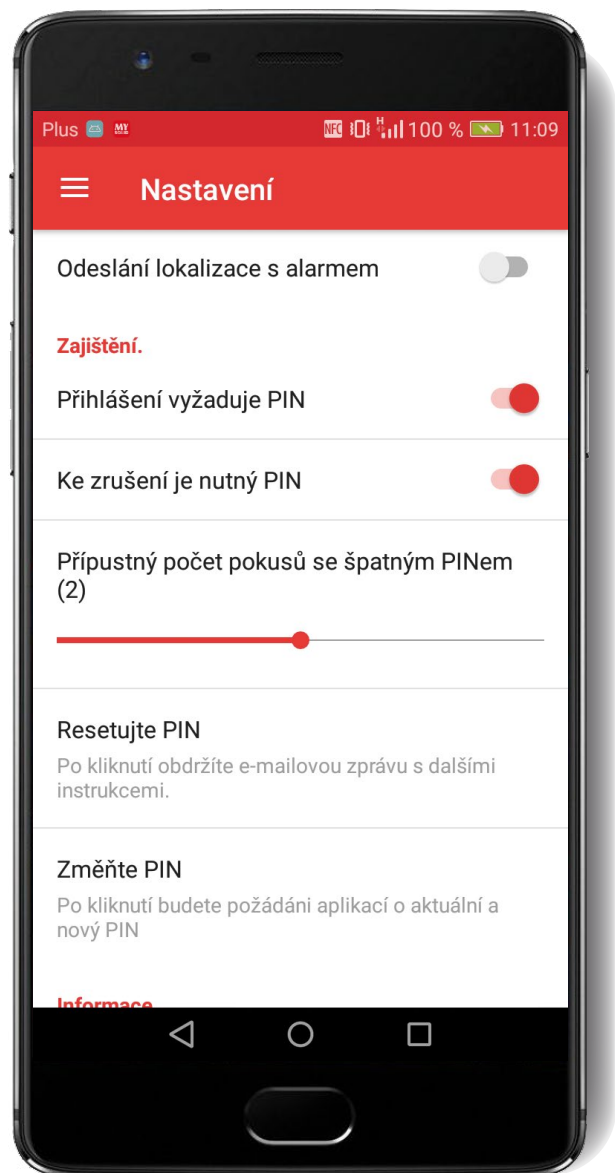 Plus MY NFC H 100 % 11:09
Nastavení
Odeslání lokalizace s alarmem
Zajištění.
Přihlášení vyžaduje PIN
Ke zrušení je nutný PIN
Přípustný počet pokusů se špatným PINem
(2)
Resetujte PIN
Po kliknutí obdržíte e-mailovou zprávu s dalšími
instrukcemi.
Změňte PIN
Po kliknutí budete požádáni aplikací o aktuální a
nový PIN
Informace